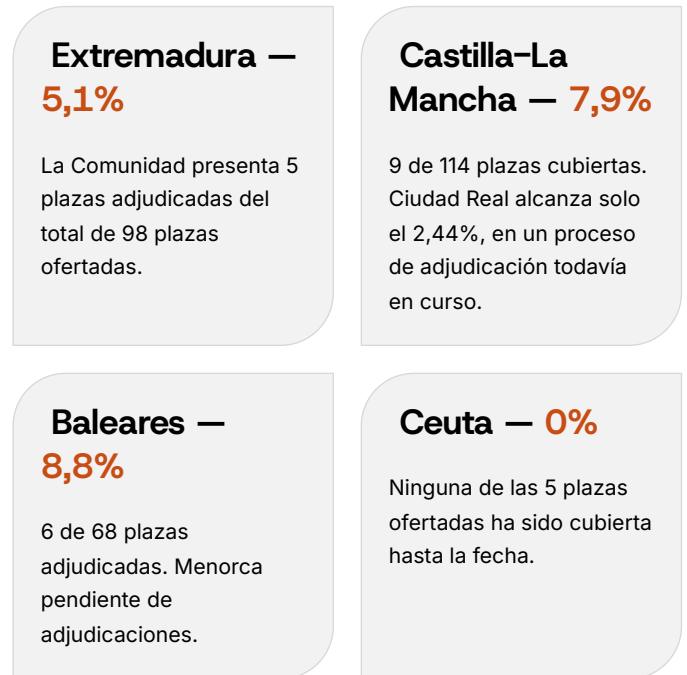 Extremadura —
5,1%
La Comunidad presenta 5
plazas adjudicadas del
total de 98 plazas
ofertadas.
Castilla-La
Mancha — 7,9%
9 de 114 plazas cubiertas.
Ciudad Real alcanza solo
el 2,44%, en un proceso
de adjudicación todavía
en curso.
Baleares —
8,8%
6 de 68 plazas
adjudicadas. Menorca
pendiente de
adjudicaciones.
Ceuta — 0%
Ninguna de las 5 plazas
ofertadas ha sido cubierta
hasta la fecha.